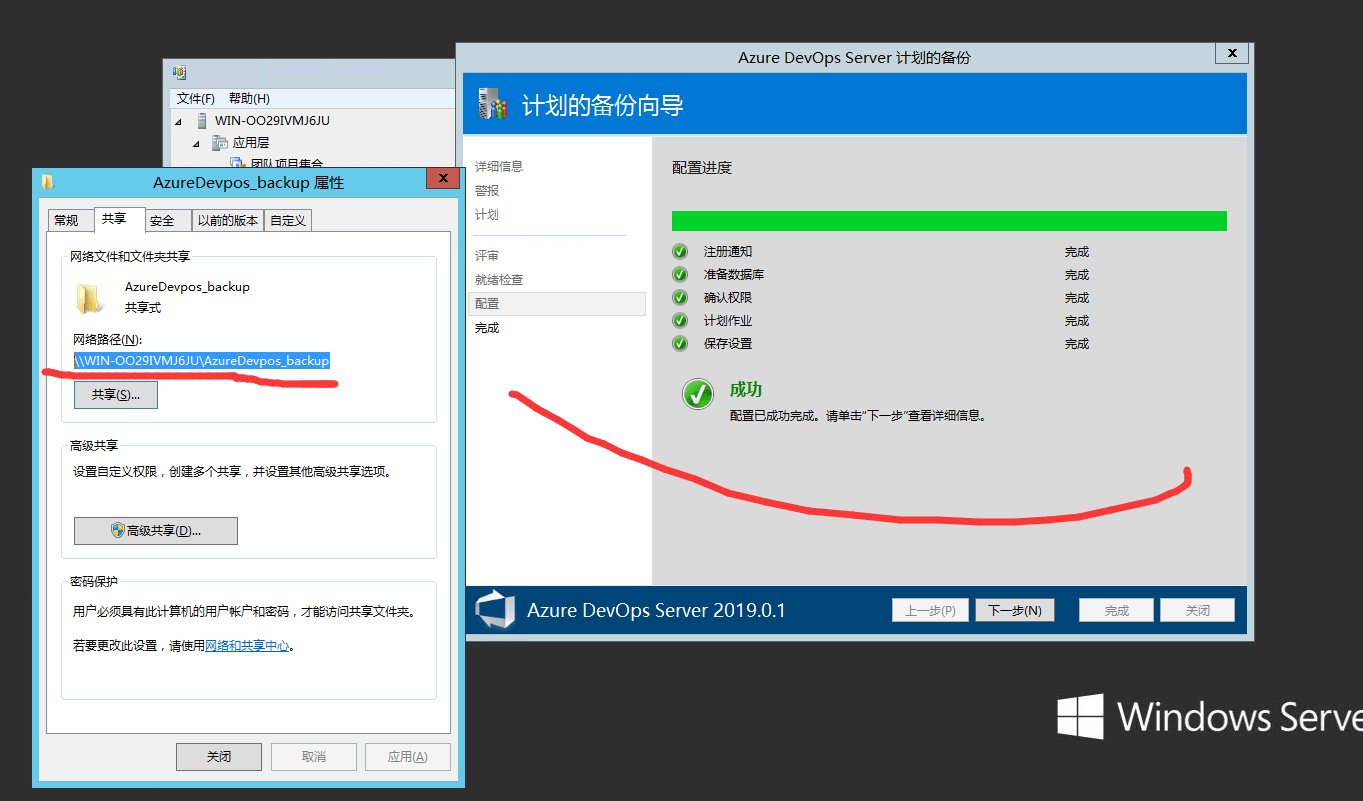 Azure DevOps Server 计划的备份
x
文件(F) 帮助(H)
WIN-OO29IVMJ6JU
应用层
团队项目集合
计划的备份向导
详细信息
警报
计划
评审
就绪检查
配置
完成
配置进度
注册通知 完成
准备数据库 完成
确认权限 完成
计划作业 完成
保存设置 完成
成功
配置已成功完成。请单击“下一步”查看详细信息。
Azure DevOps Server 2019.0.1
上一步(P) 下一步(N) 完成 关闭
AzureDevpos_backup 属性
x
常规 共享 安全 以前的版本 自定义
网络文件和文件夹共享
AzureDevpos_backup
共享式
网络路径(N):
\\WIN-OO29IVMJ6JU\AzureDevpos_backup
共享(S)...
高级共享
设置自定义权限，创建多个共享，并设置其他高级共享选项。
高级共享(D)...
密码保护
用户必须具有此计算机的用户帐户和密码，才能访问共享文件夹。
若要更改此设置，请使用网络和共享中心。
关闭 取消 应用(A)
Windows Serve